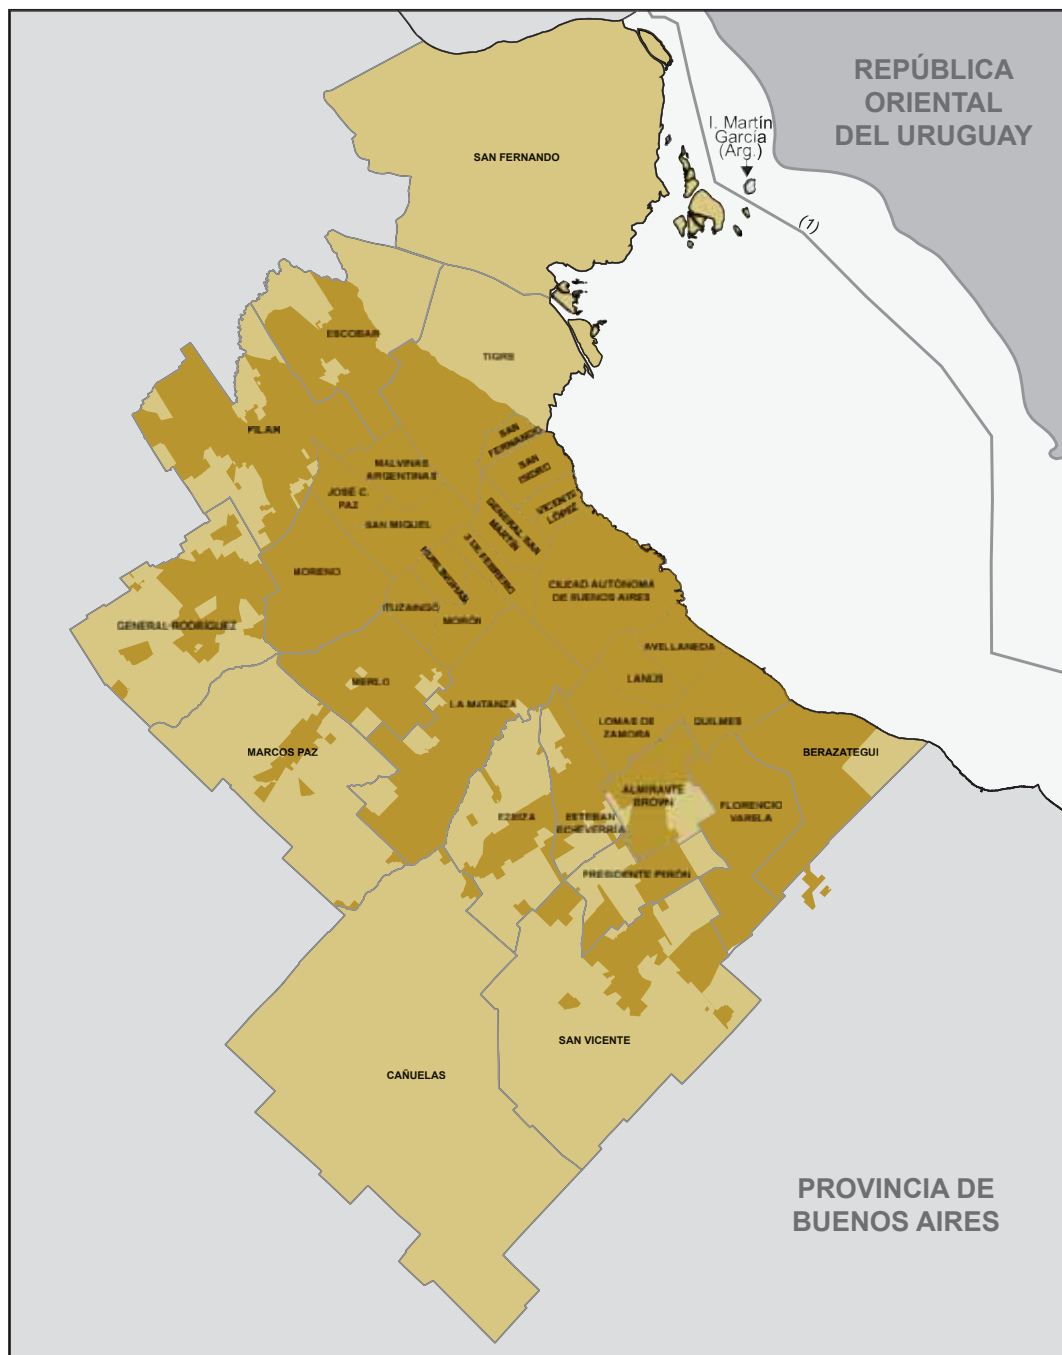 REPÚBLICA
ORIENTAL
DEL URUGUAY
I. Martín
García
(Arg.)
SAN FERNANDO
(1)
ESCOBAR
TIGRE
PILAR
SAN
FERNANDO
SAN
ISIDRO
MALVINAS
ARGENTINAS
JOSÉ C.
PAZ
VICENTE
LÓPEZ
GENERAL SAN
MARTÍN
SAN MIGUEL
3 DE FEBRERO
HURLINGHAM
MORENO
CIUDAD AUTÓNOMA
DE BUENOS AIRES
ITUZAINGÓ
MORÓN
GENERAL RODRÍGUEZ
AVELLANEDA
LANÚS
MERLO
LA MATANZA
LOMAS DE
ZAMORA
QUILMES
MARCOS PAZ
BERAZATEGUI
ALMIRANTE
BROWN
FLORENCIO
VARELA
EZEIZA
ESTEBAN
ECHEVERRÍA
PRESIDENTE PERÓN
SAN VICENTE
CAÑUELAS
PROVINCIA DE
BUENOS AIRES